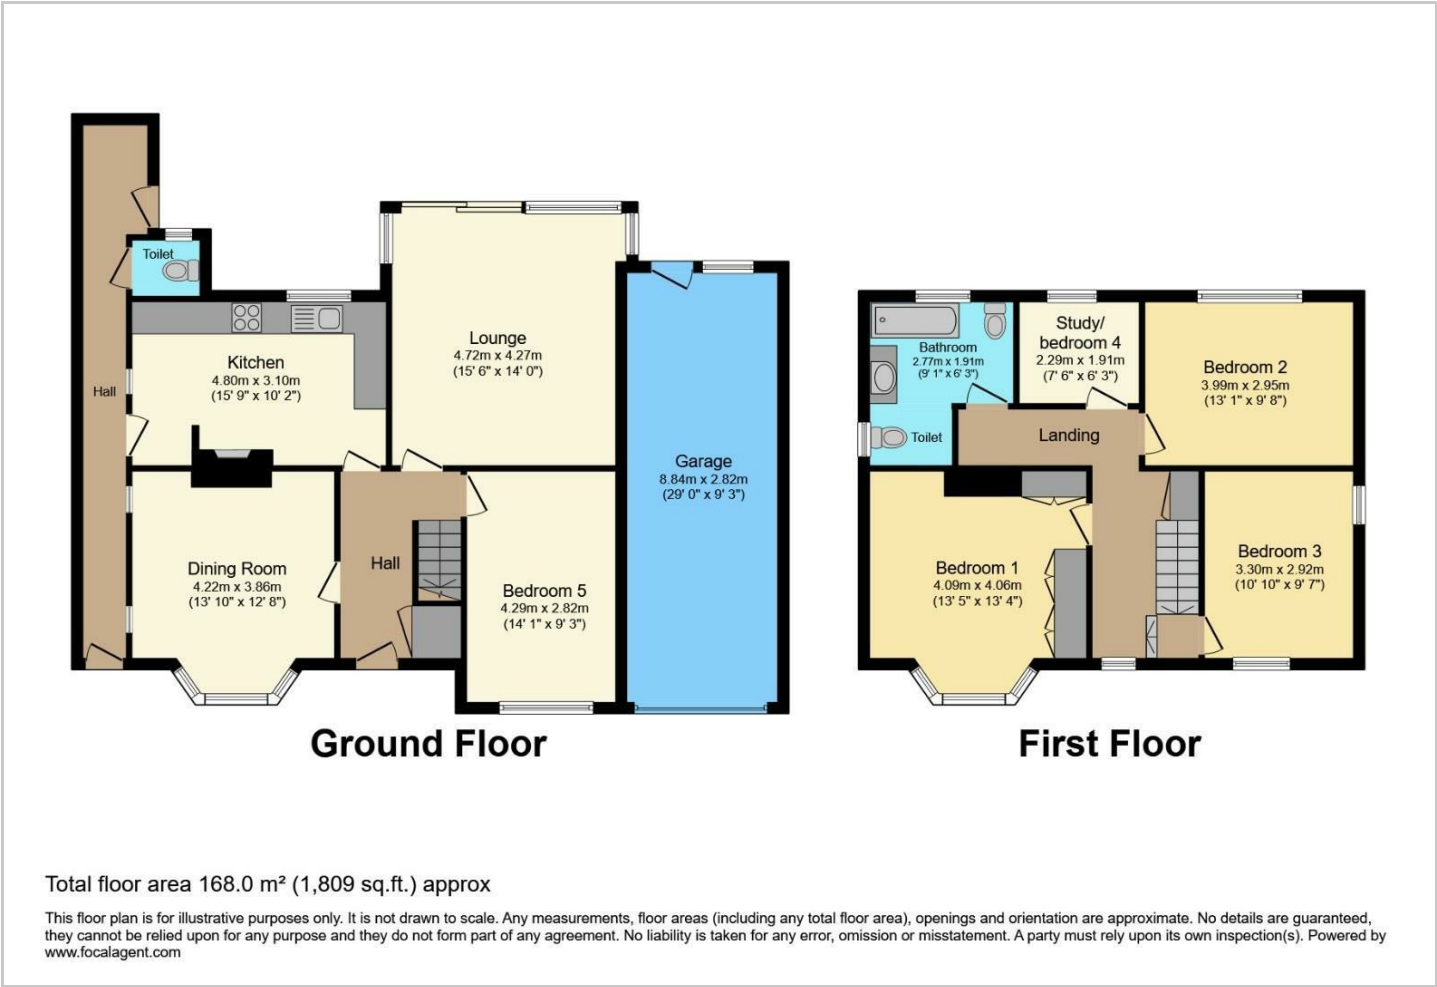 Toilet
Kitchen
4.80m x 3.10m
(15' 9" x 10' 2")
Hall
Lounge
4.72m x 4.27m
(15' 6" x 14' 0")
Garage
8.84m x 2.82m
(29' 0" x 9' 3")
Dining Room
4.22m x 3.86m
(13' 10" x 12' 8")
Hall
Bedroom 5
4.29m x 2.82m
(14' 1" x 9' 3")
Ground Floor
Bathroom
2.77m x 1.91m
(9' 1" x 6' 3")
Study/
bedroom 4
2.29m x 1.91m
(7' 6" x 6' 3")
Bedroom 2
3.99m x 2.95m
(13' 1" x 9' 8")
Toilet
Landing
Bedroom 1
4.09m x 4.06m
(13' 5" x 13' 4")
Bedroom 3
3.30m x 2.92m
(10' 10" x 9' 7")
First Floor
Total floor area 168.0 m² (1,809 sq.ft.) approx
This floor plan is for illustrative purposes only. It is not drawn to scale. Any measurements, floor areas (including any total floor area), openings and orientation are approximate. No details are guaranteed,
they cannot be relied upon for any purpose and they do not form part of any agreement. No liability is taken for any error, omission or misstatement. A party must rely upon its own inspection(s). Powered by
www.focalagent.com